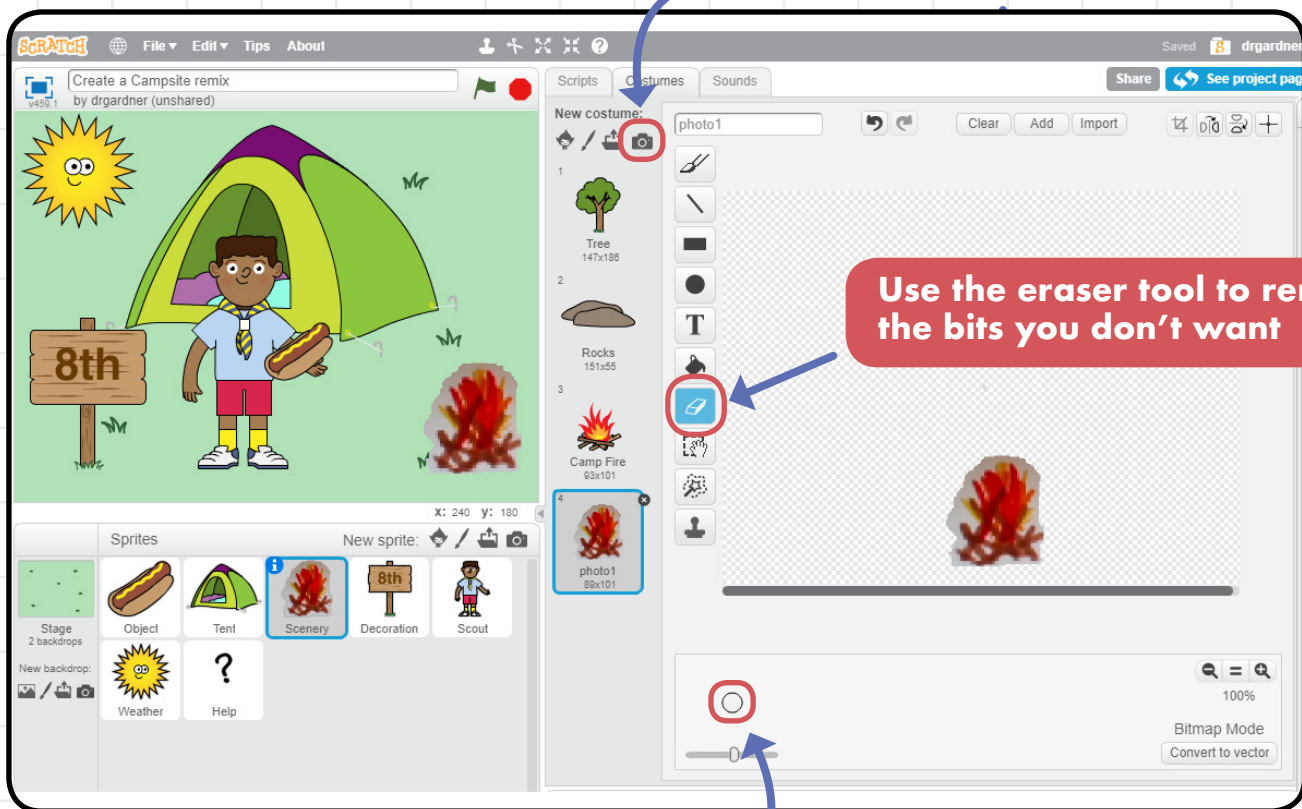 SCRATCH File▾ Edit▾ Tips About Saved drgardner
v459.1 Create a Campsite remix
by drgardner (unshared)
Scripts Costumes Sounds Share See project pag
New costume:
photo1 Clear Add Import
1
Tree
147x186
2
Rocks
151x55
3
Camp Fire
93x101
4
photo1
89x101
T
Use the eraser tool to re
the bits you don't want
8th
X: 240 y: 180
Sprites New sprite:
Stage
2 backdrops
New backdrop:
Object Tent Scenery Decoration Scout
8th
Weather Help
?
100%
Bitmap Mode
Convert to vector